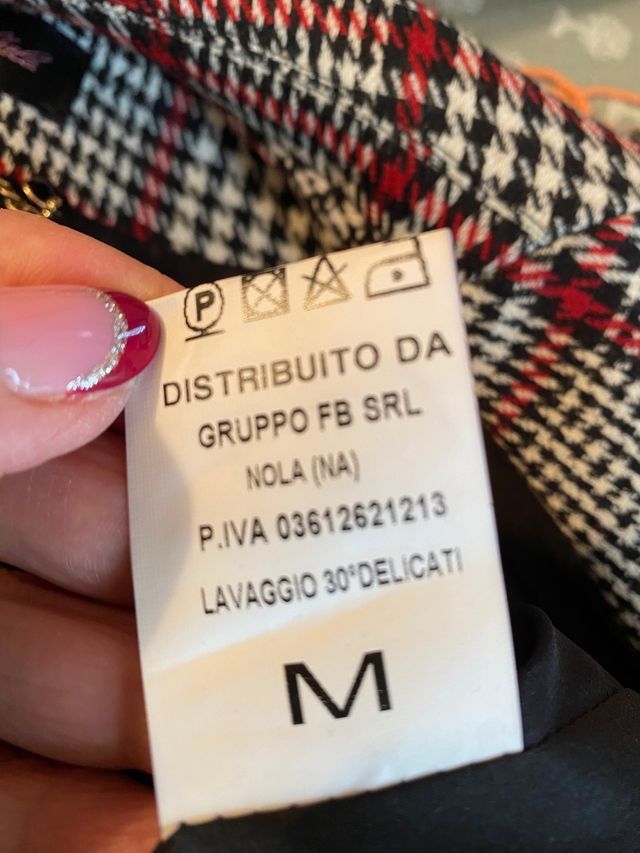 P
DISTRIBUITO DA
GRUPPO FB SRL
NOLA (NA)
P.IVA 03612621213
LAVAGGIO 30°DELICATI
M